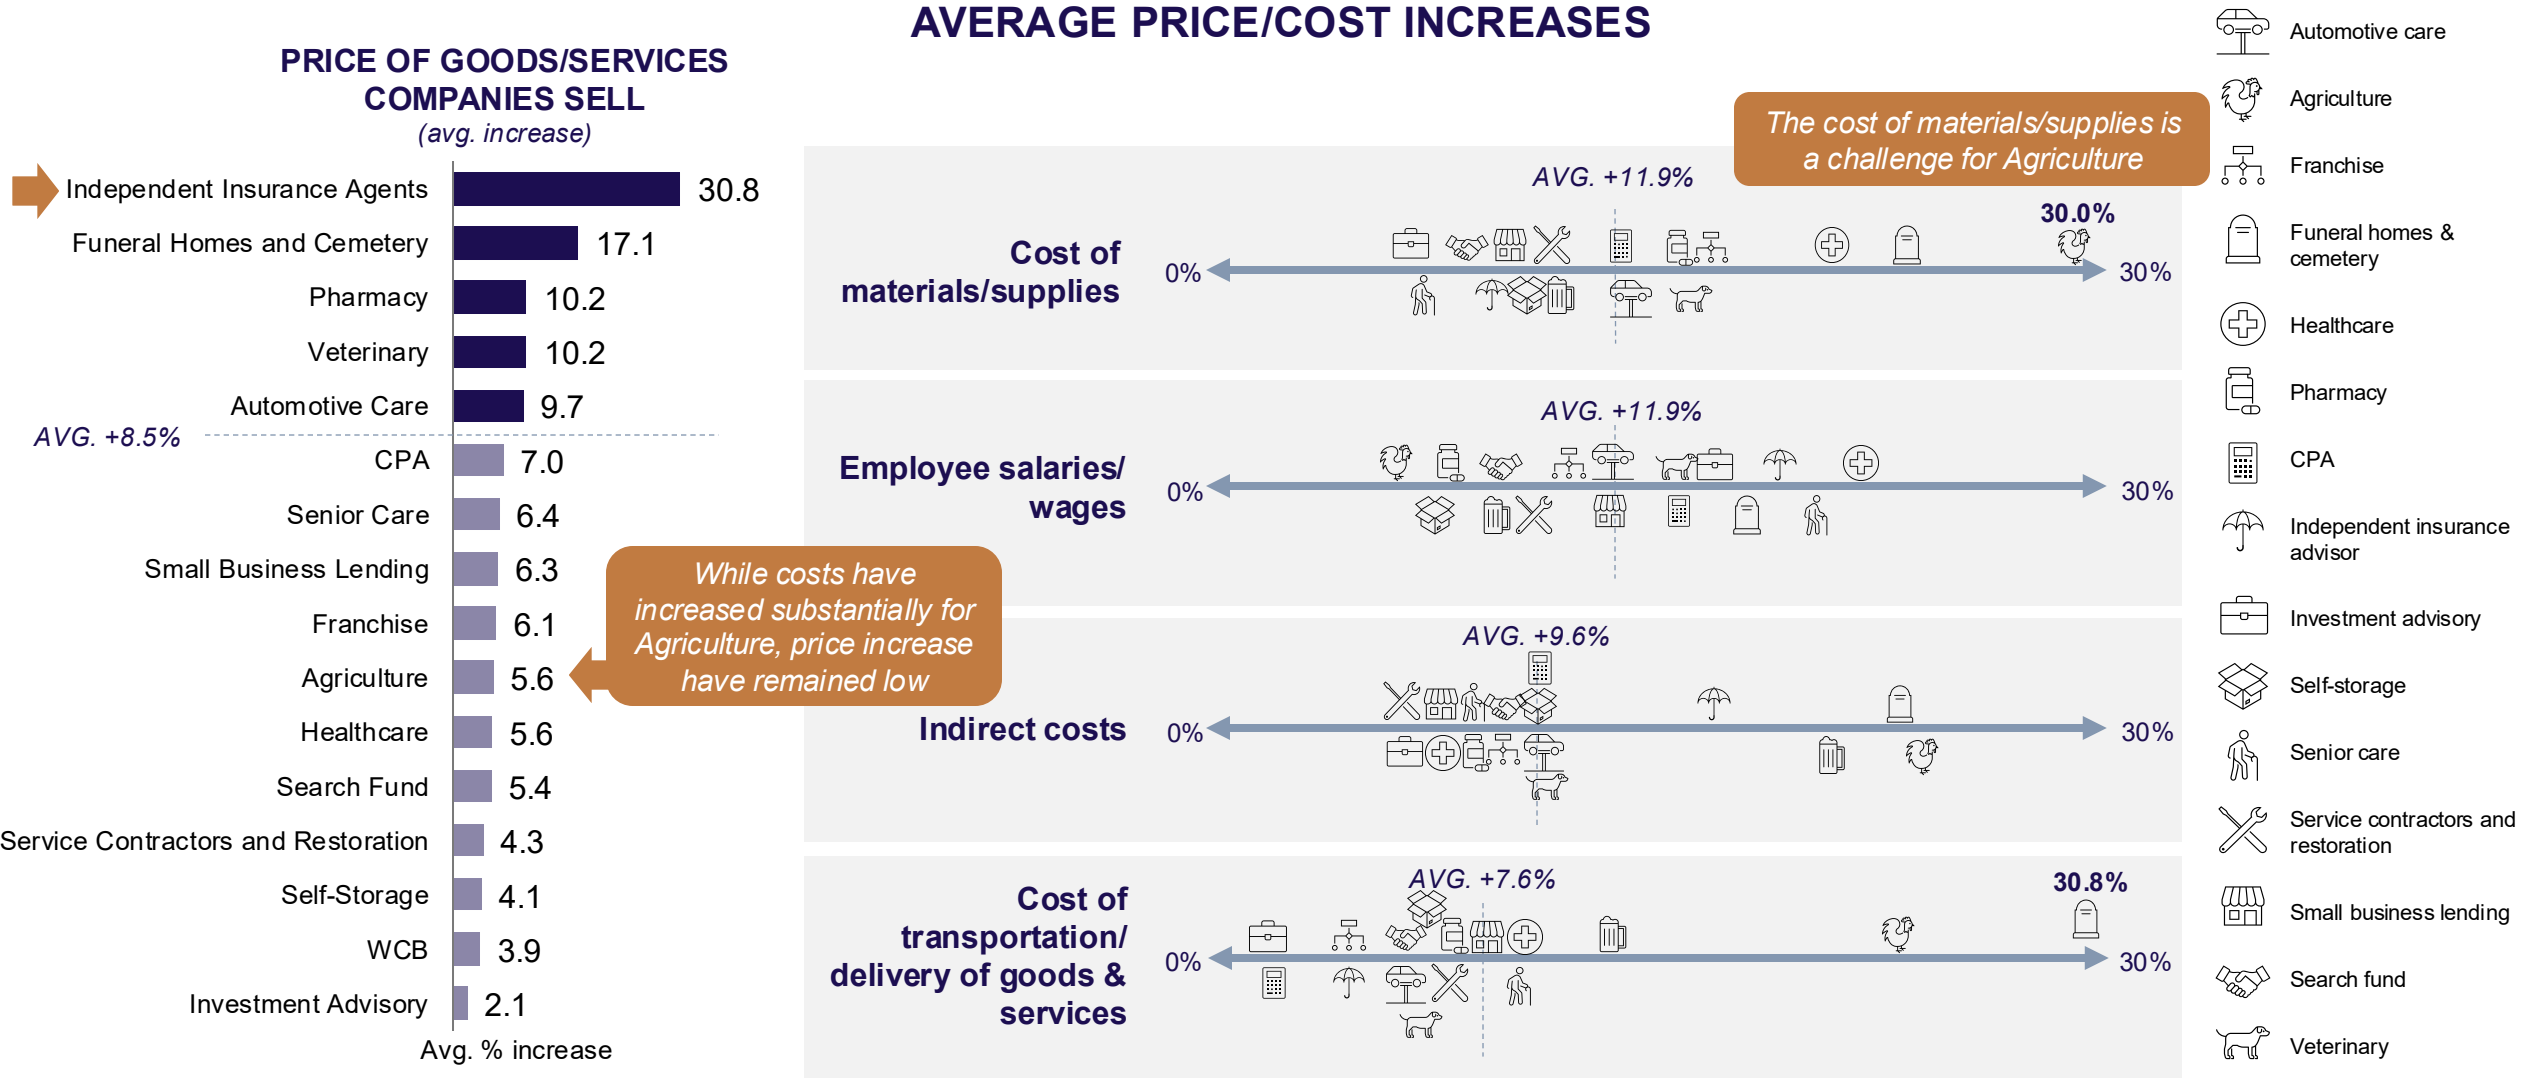 AVERAGE PRICE/COST INCREASES
PRICE OF GOODS/SERVICES
COMPANIES SELL
(avg. increase)
Independent Insurance Agents 30.8
Funeral Homes and Cemetery 17.1
Pharmacy 10.2
Veterinary 10.2
Automotive Care 9.7
AVG. +8.5%
CPA 7.0
Senior Care 6.4
Small Business Lending 6.3
Franchise 6.1
Agriculture 5.6
Healthcare 5.6
Search Fund 5.4
Service Contractors and Restoration 4.3
Self-Storage 4.1
WCB 3.9
Investment Advisory 2.1
Avg. % increase
While costs have
increased substantially for
Agriculture, price increase
have remained low
The cost of materials/supplies is
a challenge for Agriculture
AVG. +11.9%
30.0%
Cost of
materials/supplies
0%
30%
AVG. +11.9%
Employee salaries/
wages
0%
30%
AVG. +9.6%
Indirect costs
0%
30%
AVG. +7.6%
30.8%
Cost of
transportation/
delivery of goods &
services
0%
30%
Automotive care
Agriculture
Franchise
Funeral homes &
cemetery
Healthcare
Pharmacy
CPA
Independent insurance
advisor
Investment advisory
Self-storage
Senior care
Service contractors and
restoration
Small business lending
Search fund
Veterinary